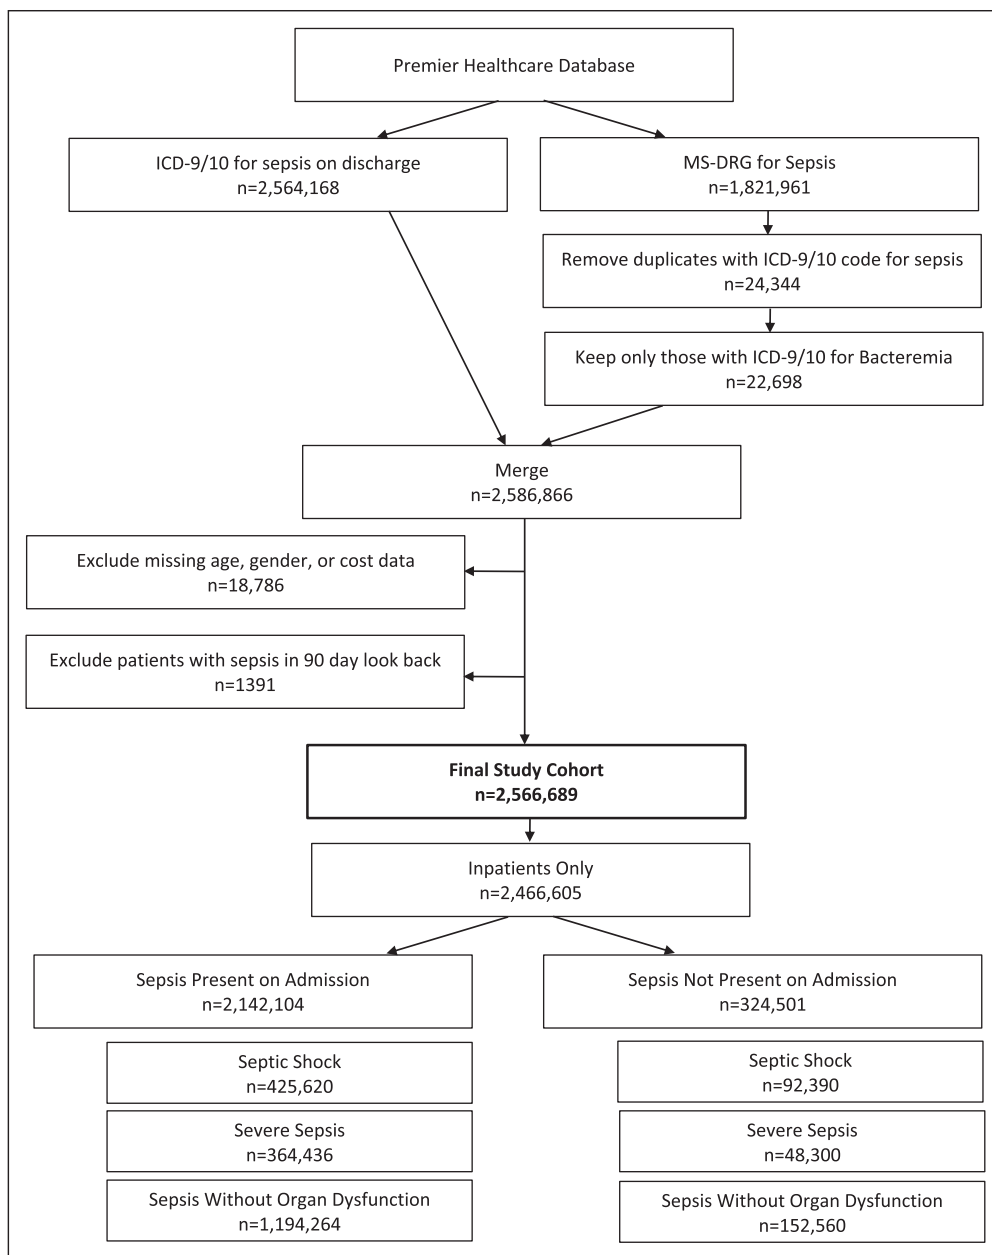 Premier Healthcare Database
ICD-9/10 for sepsis on discharge
n=2,564,168
MS-DRG for Sepsis
n=1,821,961
Remove duplicates with ICD-9/10 code for sepsis
n=24,344
Keep only those with ICD-9/10 for Bacteremia
n=22,698
Merge
n=2,586,866
Exclude missing age, gender, or cost data
n=18,786
Exclude patients with sepsis in 90 day look back
n=1391
Final Study Cohort
n=2,566,689
Inpatients Only
n=2,466,605
Sepsis Present on Admission
n=2,142,104
Septic Shock
n=425,620
Severe Sepsis
n=364,436
Sepsis Without Organ Dysfunction
n=1,194,264
Sepsis Not Present on Admission
n=324,501
Septic Shock
n=92,390
Severe Sepsis
n=48,300
Sepsis Without Organ Dysfunction
n=152,560